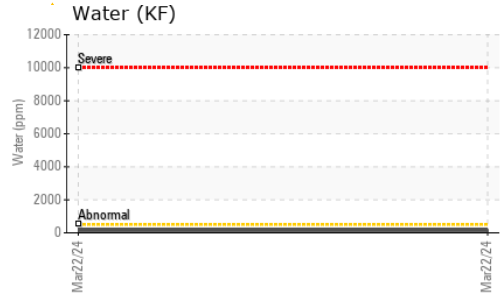 Water (KF)
12000
Severe
10000
8000
6000
4000
2000
Abnormal
0
Water (ppm)
Mar22/24
Mar22/24